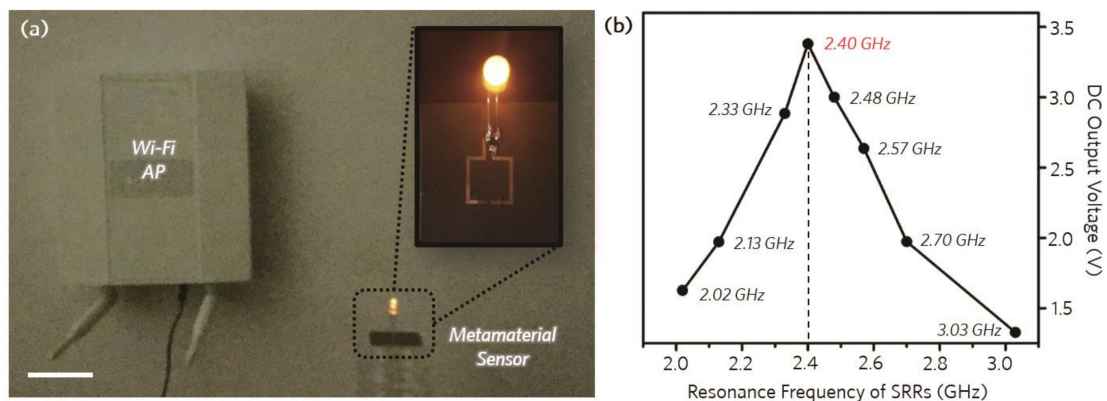 (a)
Wi-Fi
AP
Metamaterial
Sensor
(b)
2.40 GHz
2.33 GHz
2.48 GHz
2.57 GHz
2.13 GHz
2.70 GHz
2.02 GHz
3.03 GHz
3.5
3.0
2.5
2.0
1.5
DC Output Voltage (V)
2.0 2.2 2.4 2.6 2.8 3.0
Resonance Frequency of SRRs (GHz)